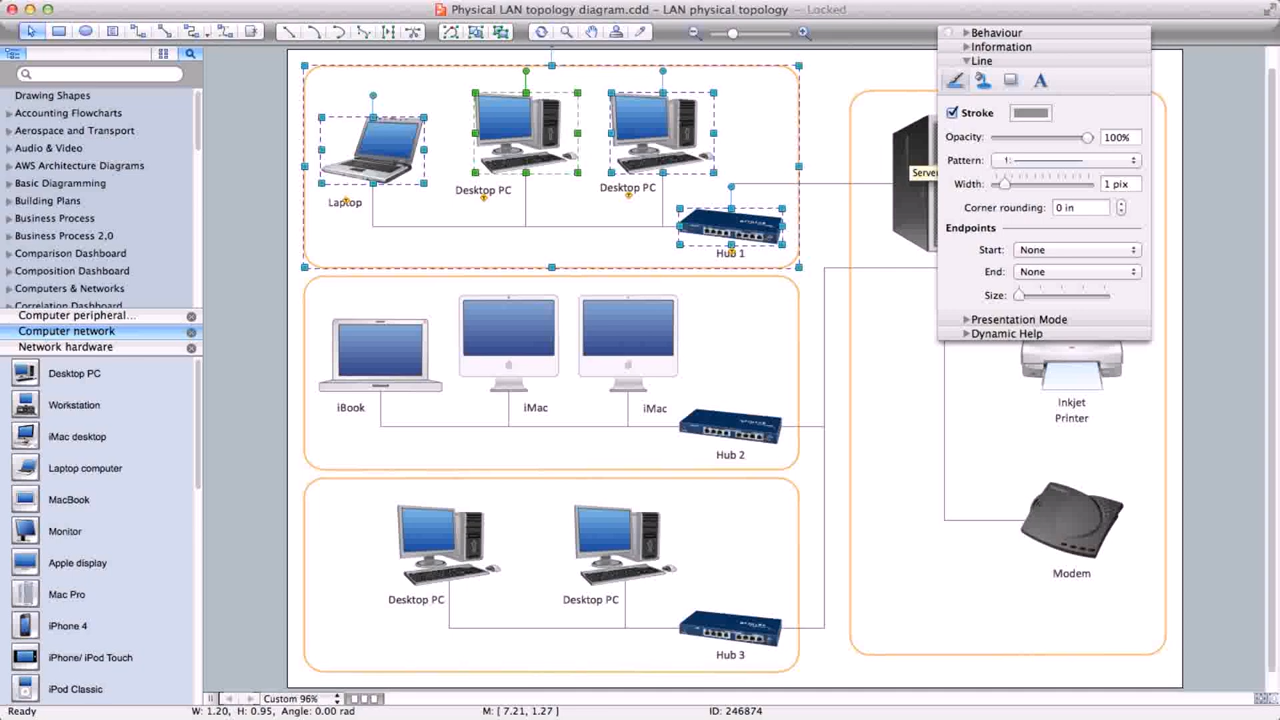 Physical LAN topology diagram.cdd – LAN physical topology — Locked
Drawing Shapes
Accounting Flowcharts
Aerospace and Transport
Audio & Video
AWS Architecture Diagrams
Basic Diagramming
Building Plans
Business Process
Business Process 2,0
Comparison Dashboard
Composition Dashboard
Computers & Networks
Correlation Dashboard
Computer peripheral...
Computer network
Network hardware
Desktop PC
Workstation
iMac desktop
Laptop computer
MacBook
Monitor
Apple display
Mac Pro
iPhone 4
iPhone/ iPod Touch
iPod Classic
Laptop
Desktop PC
Desktop PC
Hub 1
iBook
iMac
iMac
Hub 2
Desktop PC
Desktop PC
Hub 3
Inkjet
Printer
Modem
Behaviour
Information
Line
Stroke
Opacity: 100%
Pattern: 1:
Width: 1 pix
Corner rounding: 0 in
Endpoints
Start: None
End: None
Size:
Presentation Mode
Dynamic Help
Custom 96%
Ready W: 1.20, H: 0.95, Angle: 0.00 rad M: [ 7.21, 1.27 ] ID: 246874